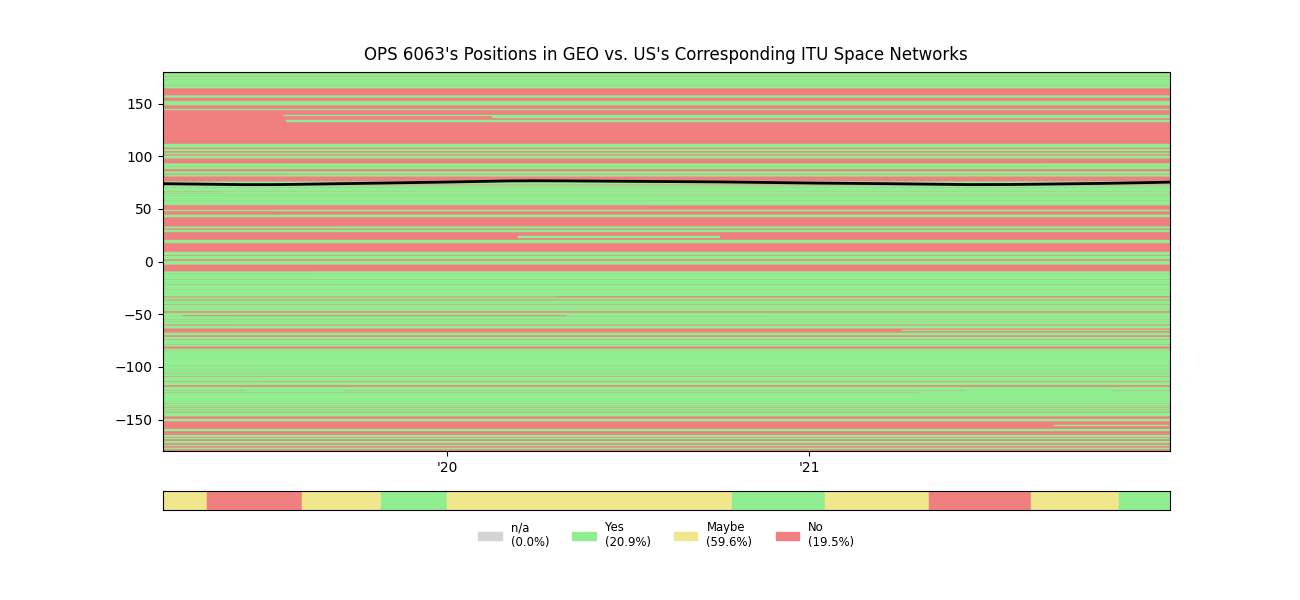 OPS 6063's Positions in GEO vs. US's Corresponding ITU Space Networks
150
100
50
0
−50
−100
−150
'20
'21
n/a
(0.0%)
Yes
(20.9%)
Maybe
(59.6%)
No
(19.5%)